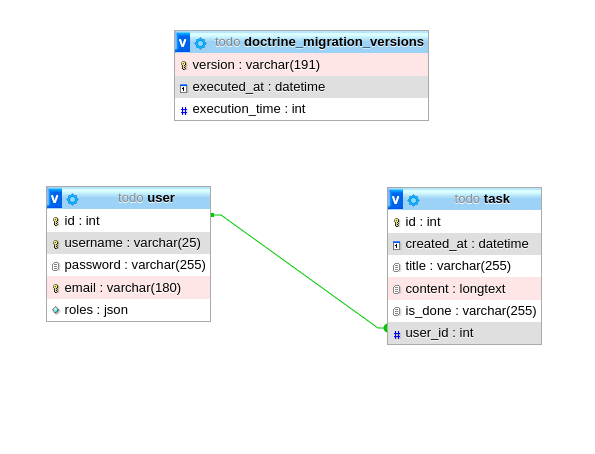 v todo doctrine_migration_versions
version : varchar(191)
executed_at : datetime
# execution_time : int
v todo user
id : int
username : varchar(25)
password : varchar(255)
email : varchar(180)
roles : json
v todo task
id : int
created_at : datetime
title : varchar(255)
content : longtext
is_done : varchar(255)
# user_id : int